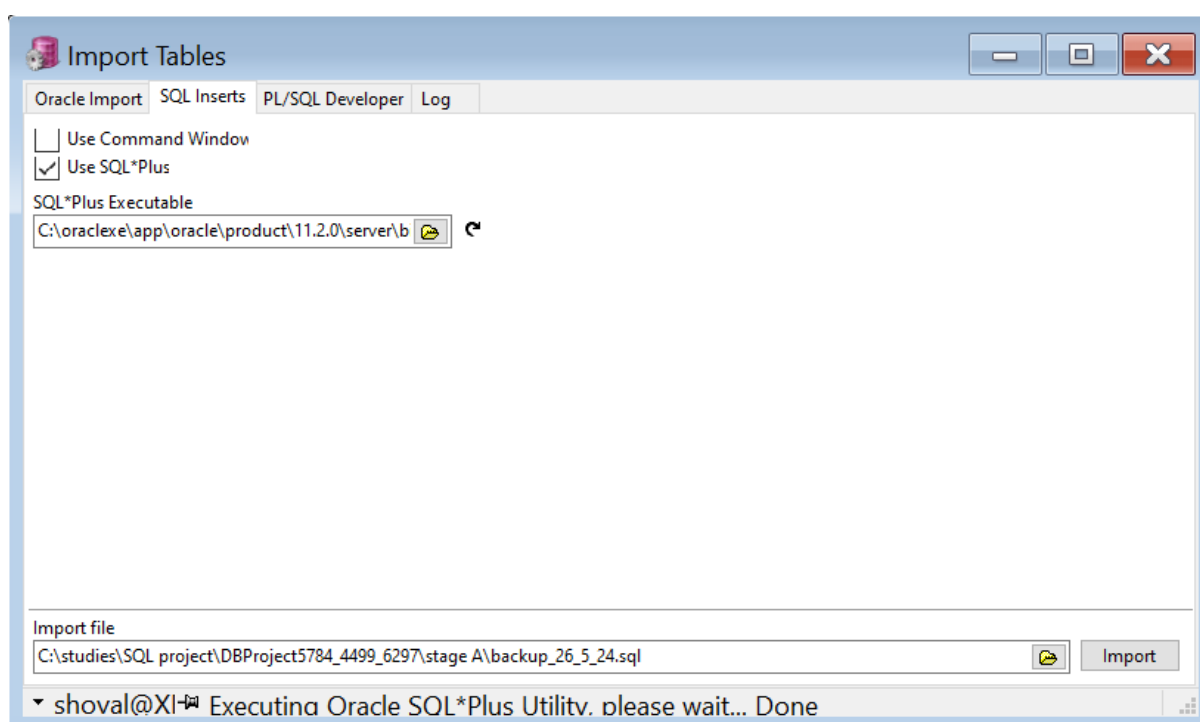 Import Tables
Oracle Import SQL Inserts PL/SQL Developer Log
Use Command Window
Use SQL*Plus
SQL*Plus Executable
C:\oraclexe\app\oracle\product\11.2.0\server\b
Import file
C:\studies\SQL project\DBProject5784_4499_6297\stage A\backup_26_5_24.sql Import
shoval@XI Executing Oracle SQL*Plus Utility, please wait... Done